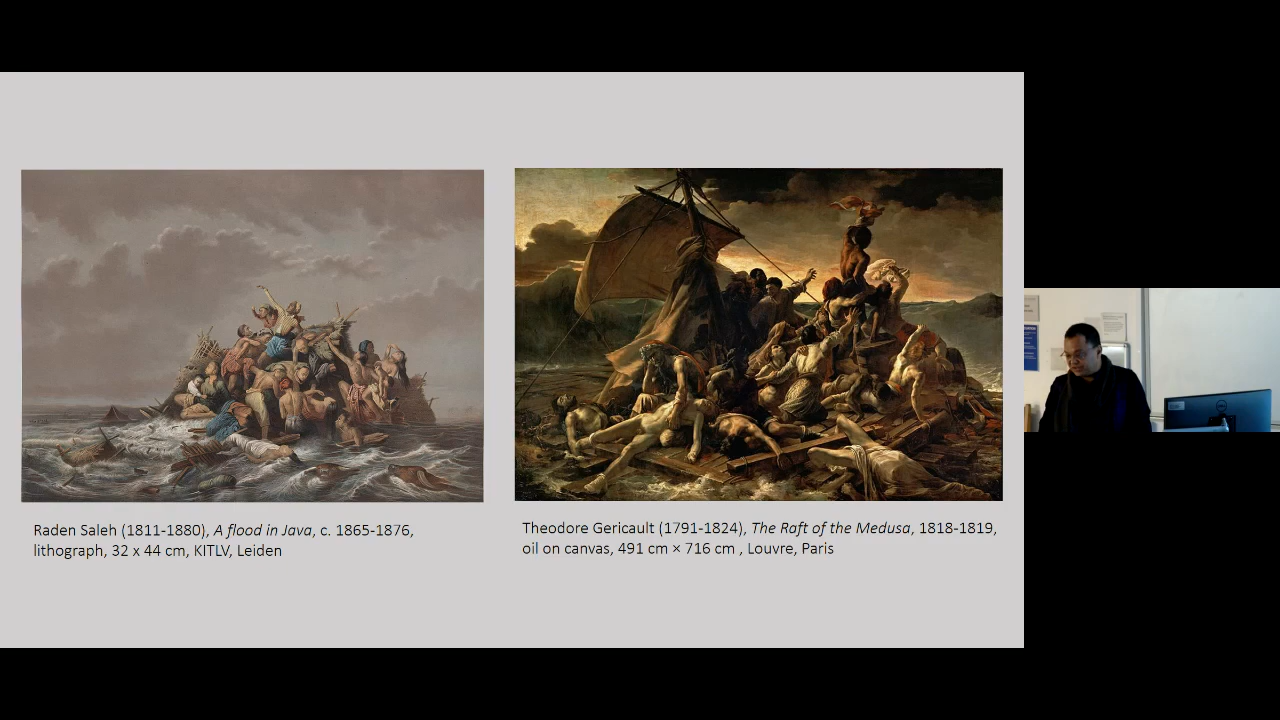 Raden Saleh (1811-1880), A flood in Java, c. 1865-1876,
lithograph, 32 x 44 cm, KITLV, Leiden
Theodore Gericault (1791-1824), The Raft of the Medusa, 1818-1819,
oil on canvas, 491 cm × 716 cm , Louvre, Paris